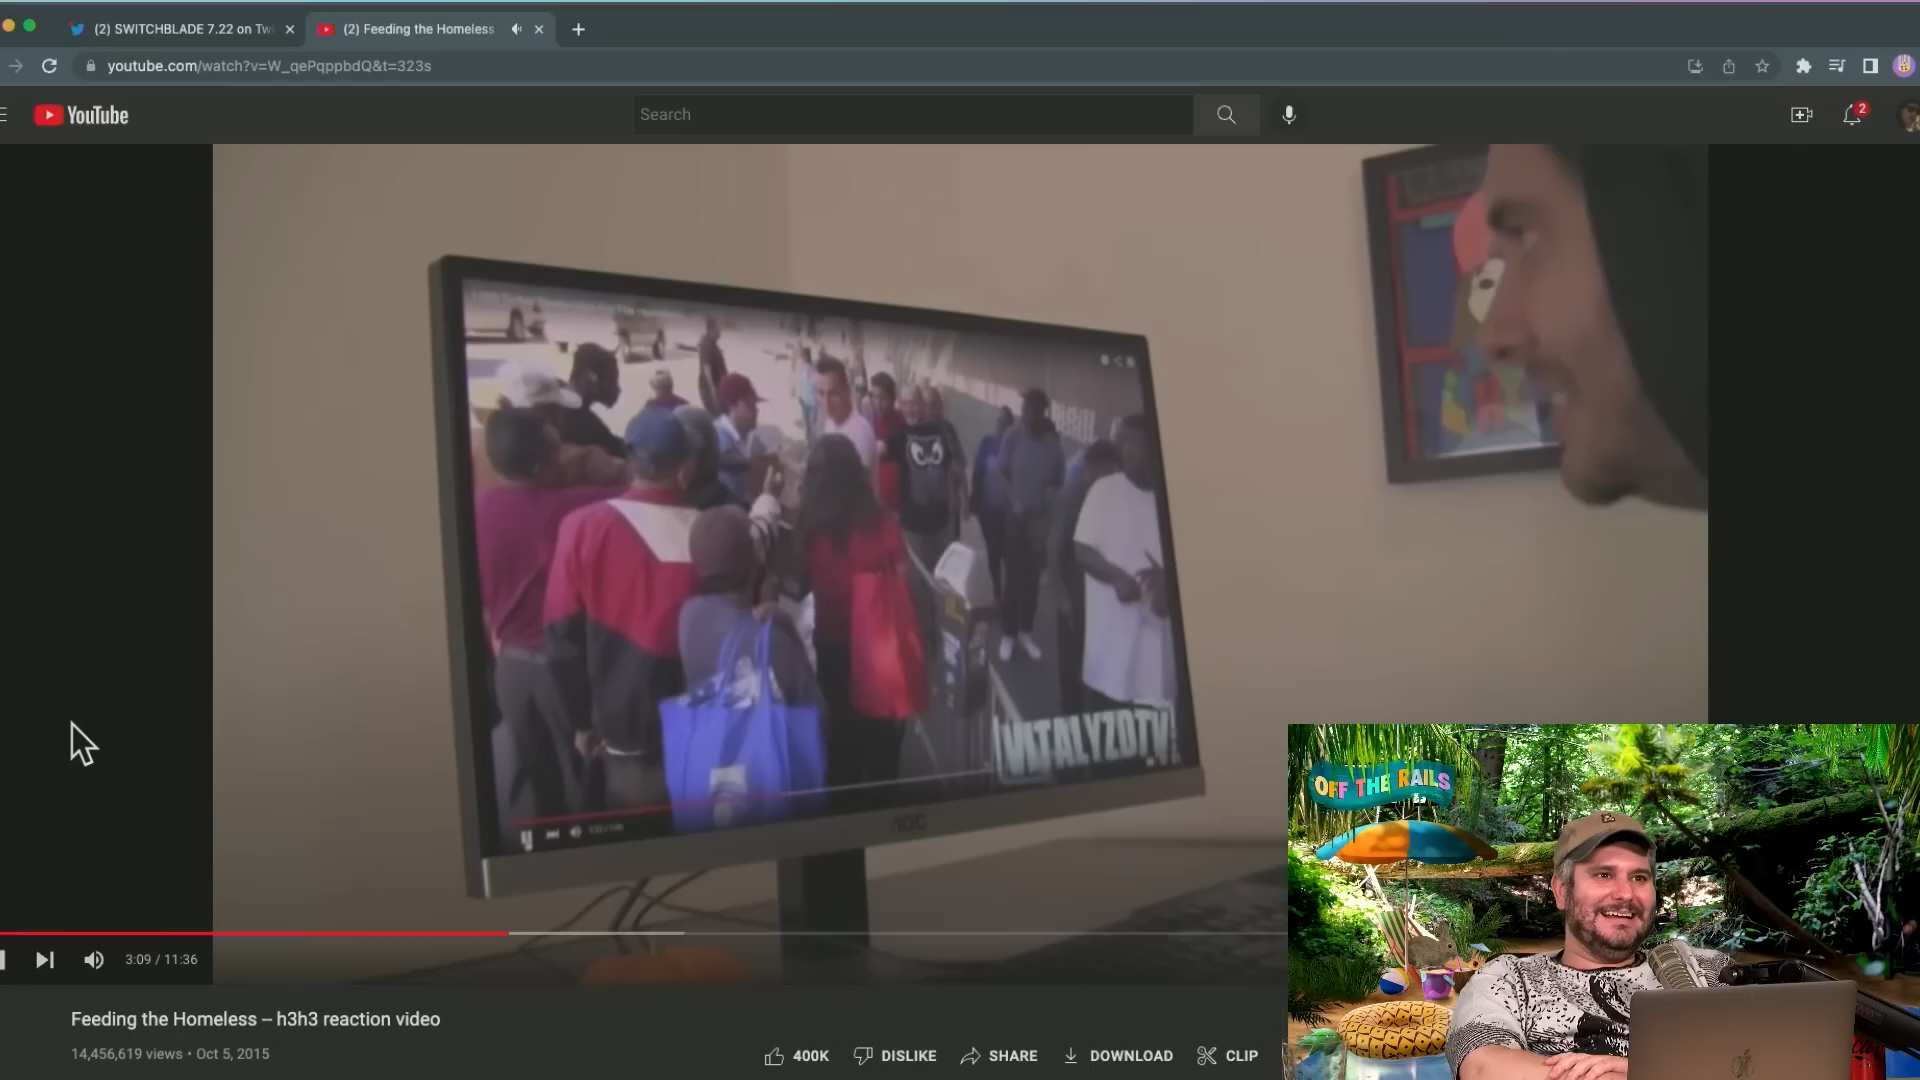 (2) SWITCHBLADE 7.22 on Tw
(2) Feeding the Homeless
youtube.com/watch?v=W_qePqppbdQ&t=323s
YouTube
Search
2
VITALYZDTV
AOC
OFF THE RAILS
3:09 / 11:36
Feeding the Homeless – h3h3 reaction video
14,456,619 views • Oct 5, 2015
400K
DISLIKE
SHARE
DOWNLOAD
CLIP